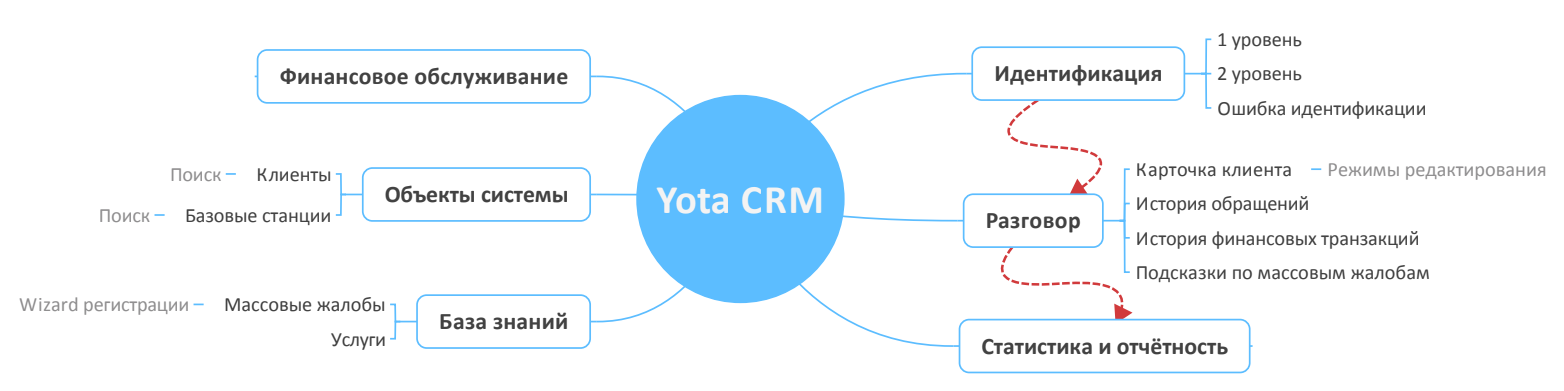 Yota CRM
Финансовое обслуживание
Объекты системы
Клиенты
Поиск
Базовые станции
Поиск
База знаний
Массовые жалобы
Wizard регистрации
Услуги
Идентификация
1 уровень
2 уровень
Ошибка идентификации
Разговор
Карточка клиента
Режимы редактирования
История обращений
История финансовых транзакций
Подсказки по массовым жалобам
Статистика и отчётность